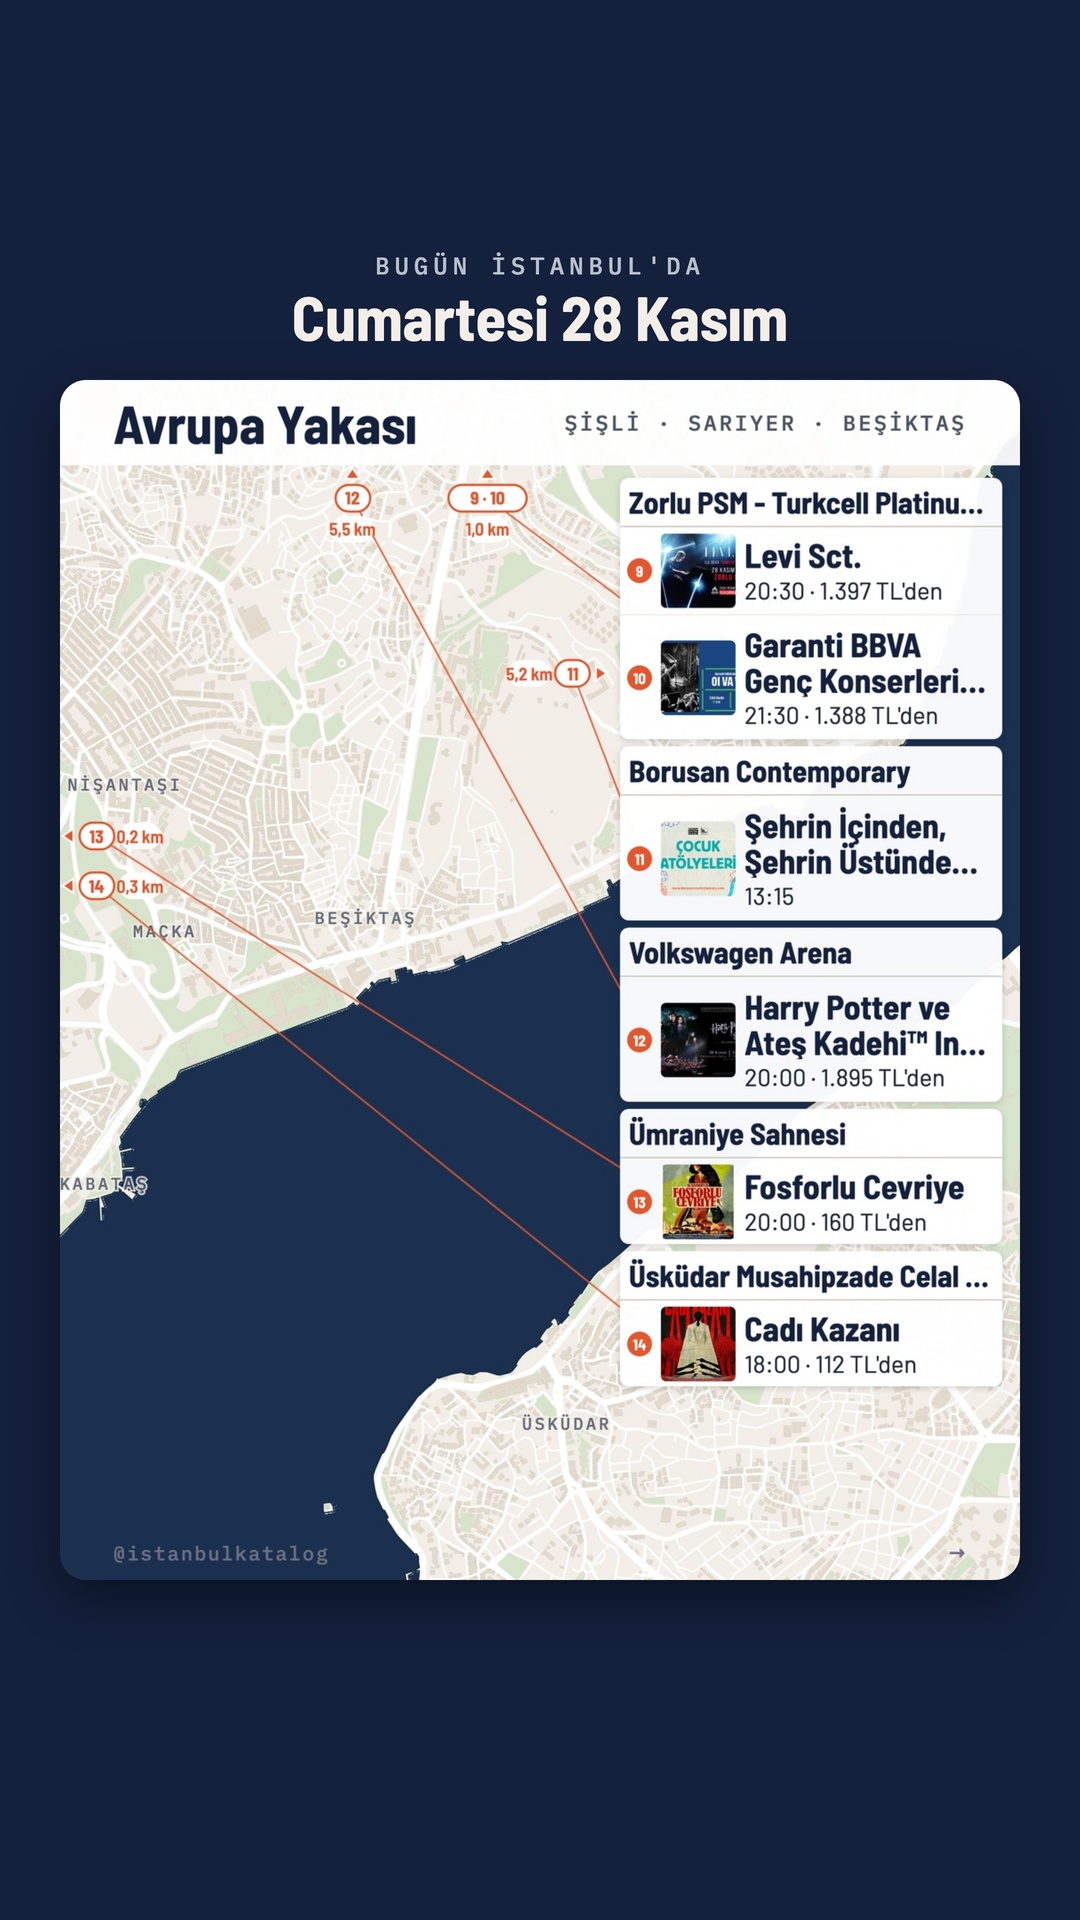 BUGÜN İSTANBUL'DA
Cumartesi 28 Kasım
Avrupa Yakası
ŞİŞLİ · SARIYER · BEŞİKTAŞ
12
5,5 km
9 · 10
1,0 km
5,2 km 11
NİŞANTAŞI
13 0,2 km
14 0,3 km
MAÇKA
BEŞİKTAŞ
KABATAŞ
ÜSKÜDAR
Zorlu PSM - Turkcell Platinu...
9
Levi Sct.
20:30 · 1.397 TL'den
10
Garanti BBVA
Genç Konserleri...
21:30 · 1.388 TL'den
Borusan Contemporary
11
ÇOCUK
ATÖLYELERİ
Şehrin İçinden,
Şehrin Üstünde...
13:15
Volkswagen Arena
12
Harry Potter ve
Ateş Kadehi™ In...
20:00 · 1.895 TL'den
Ümraniye Sahnesi
13
FOSFORLU
CEVRİYE
Fosforlu Cevriye
20:00 · 160 TL'den
Üsküdar Musahipzade Celal ...
14
Cadı Kazanı
18:00 · 112 TL'den
@istanbulkatalog
→